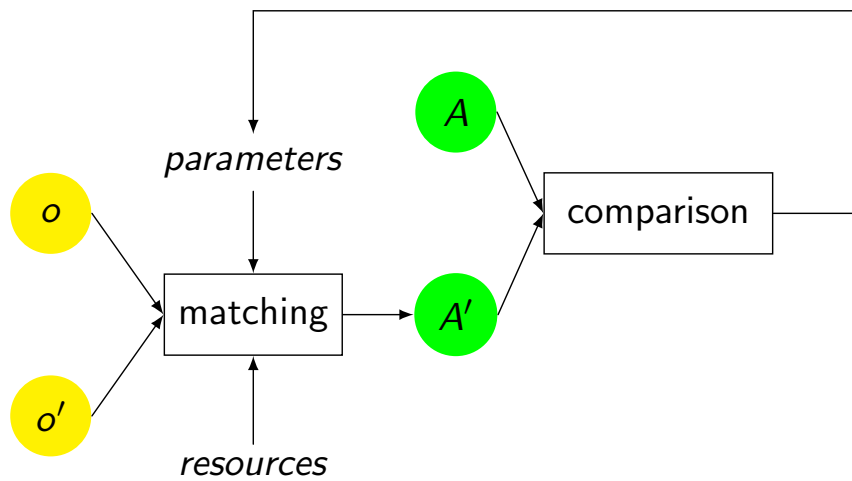 A
parameters
o
comparison
matching
A′
o′
resources